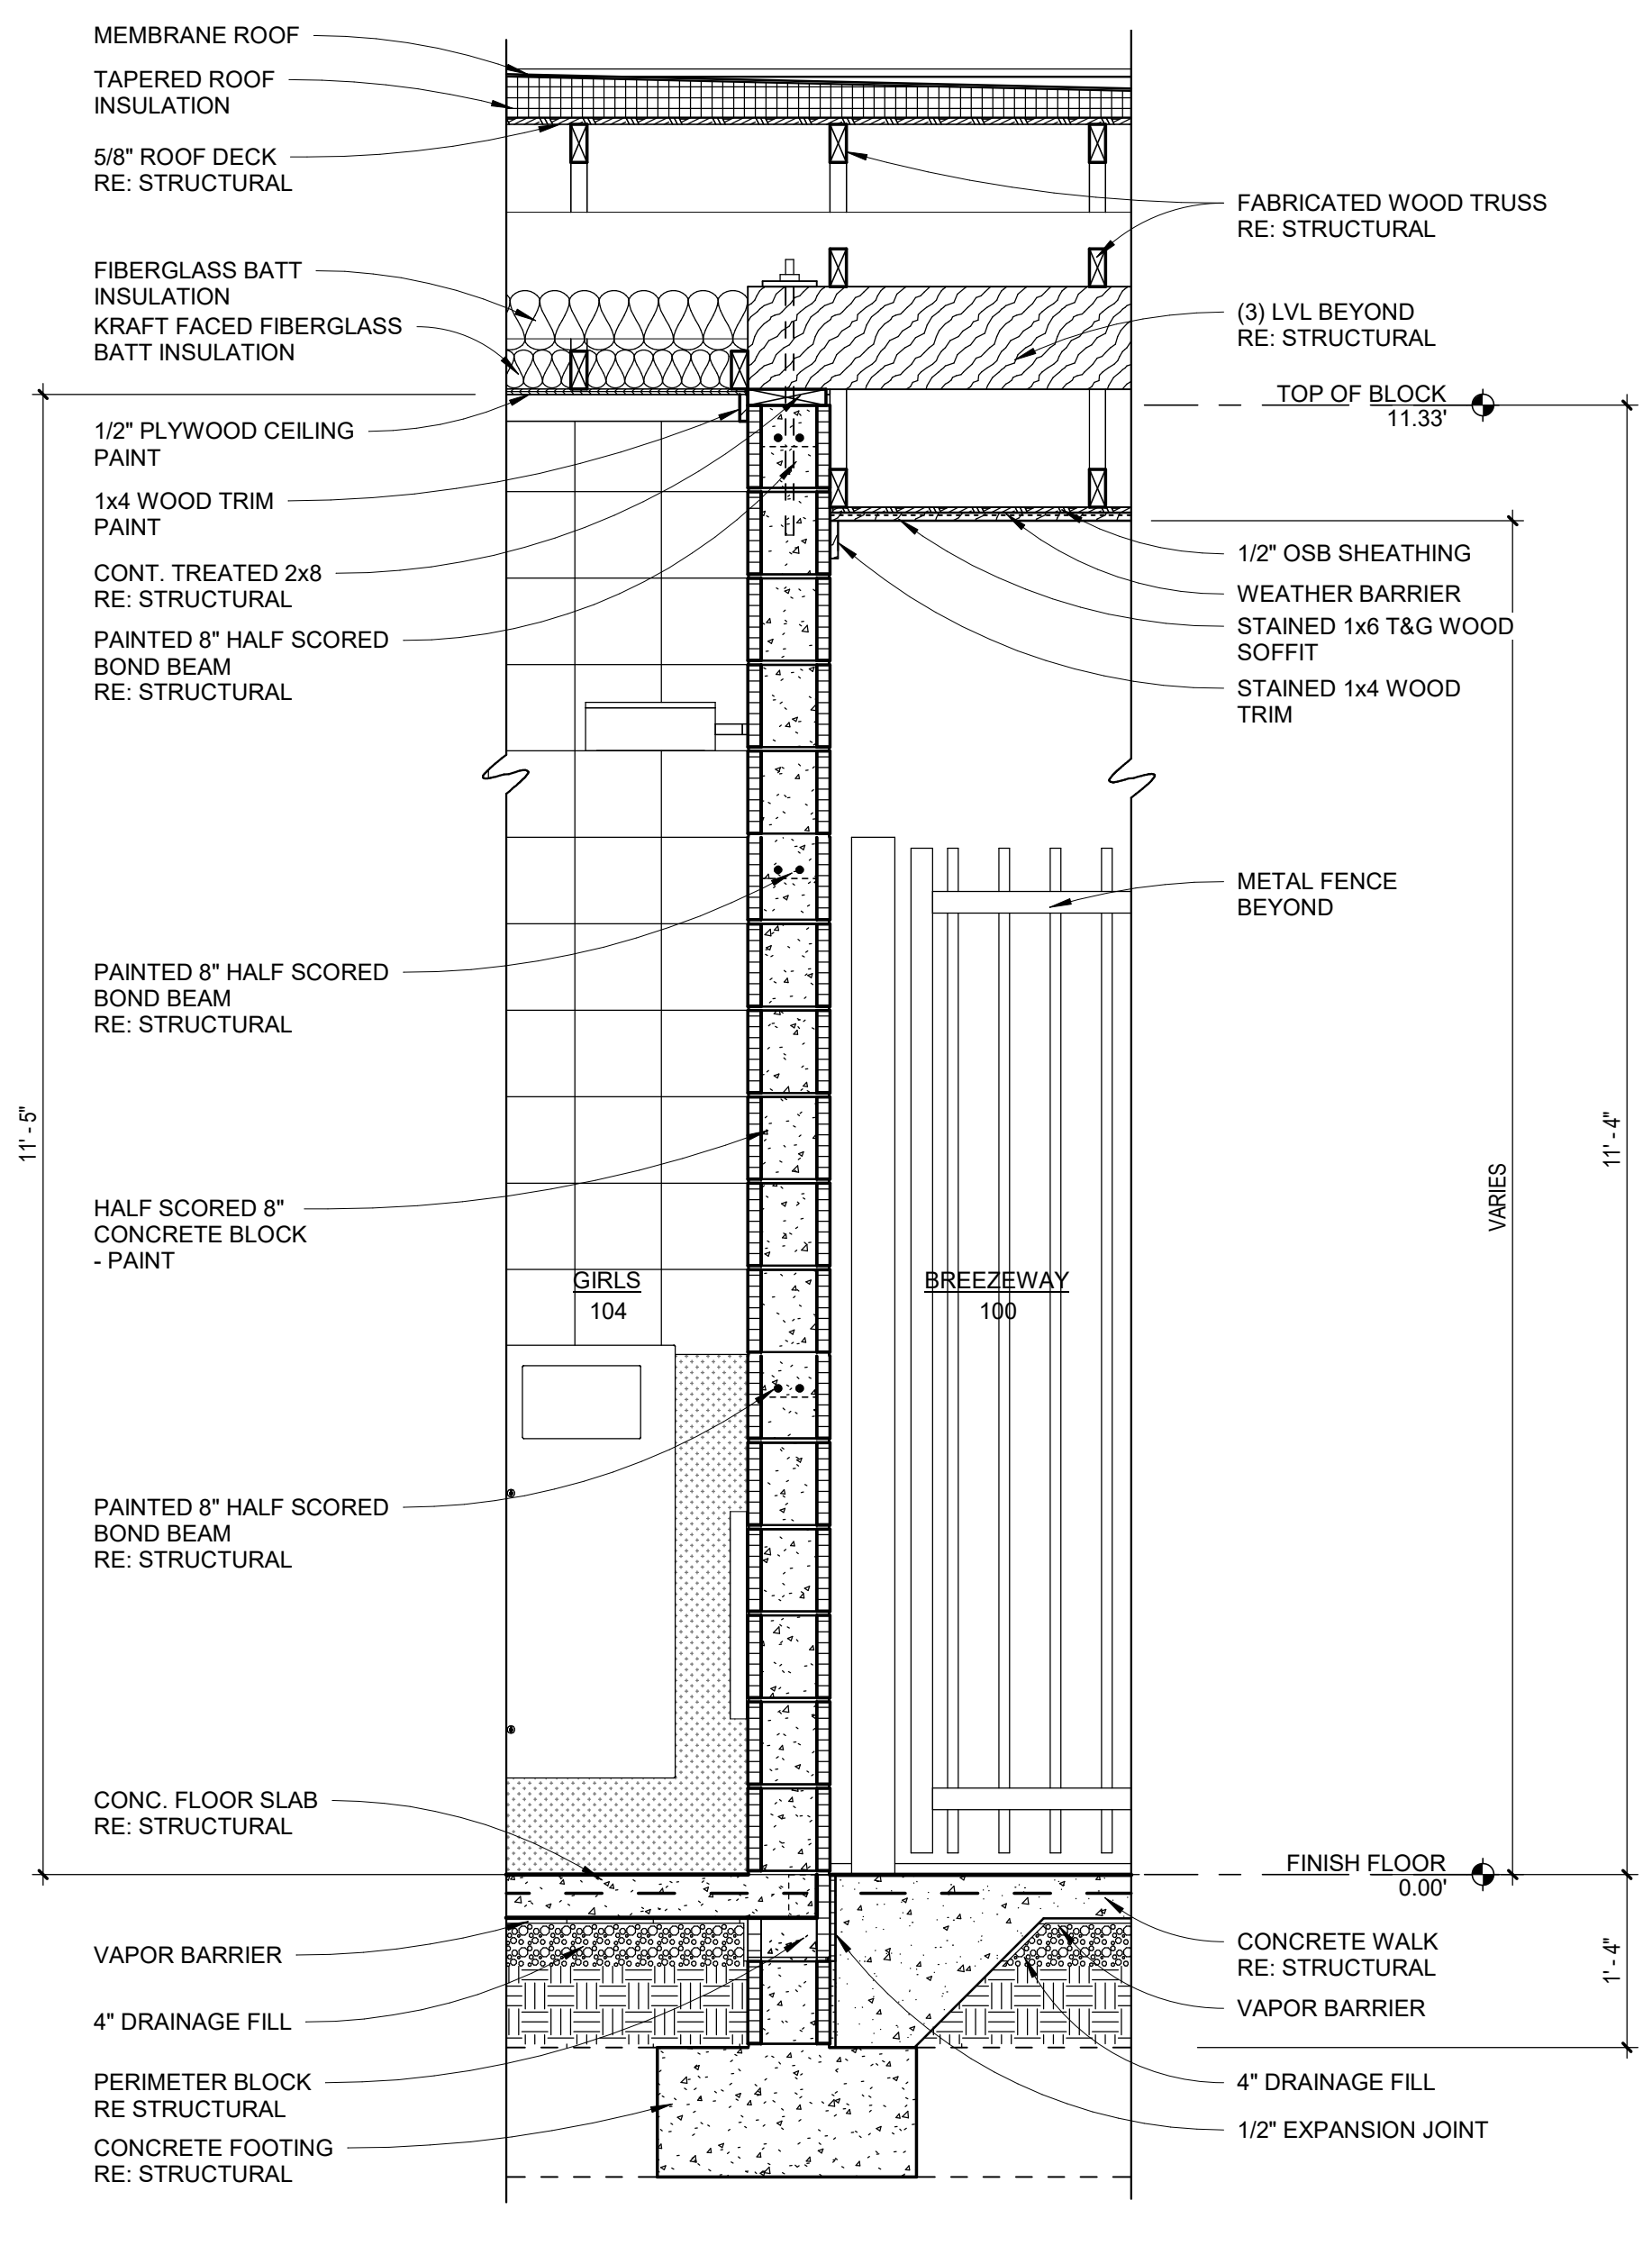 MEMBRANE ROOF
TAPERED ROOF
INSULATION
5/8" ROOF DECK
RE: STRUCTURAL
FIBERGLASS BATT
INSULATION
KRAFT FACED FIBERGLASS
BATT INSULATION
1/2" PLYWOOD CEILING
PAINT
1x4 WOOD TRIM
PAINT
CONT. TREATED 2x8
RE: STRUCTURAL
PAINTED 8" HALF SCORED
BOND BEAM
RE: STRUCTURAL
PAINTED 8" HALF SCORED
BOND BEAM
RE: STRUCTURAL
11' - 5"
HALF SCORED 8"
CONCRETE BLOCK
- PAINT
PAINTED 8" HALF SCORED
BOND BEAM
RE: STRUCTURAL
CONC. FLOOR SLAB
RE: STRUCTURAL
VAPOR BARRIER
4" DRAINAGE FILL
PERIMETER BLOCK
RE STRUCTURAL
CONCRETE FOOTING
RE: STRUCTURAL
GIRLS
104
BREEZEWAY
100
FABRICATED WOOD TRUSS
RE: STRUCTURAL
(3) LVL BEYOND
RE: STRUCTURAL
TOP OF BLOCK
11.33'
1/2" OSB SHEATHING
WEATHER BARRIER
STAINED 1x6 T&G WOOD
SOFFIT
STAINED 1x4 WOOD
TRIM
METAL FENCE
BEYOND
VARIES
11' - 4"
FINISH FLOOR
0.00'
CONCRETE WALK
RE: STRUCTURAL
1' - 4"
VAPOR BARRIER
4" DRAINAGE FILL
1/2" EXPANSION JOINT